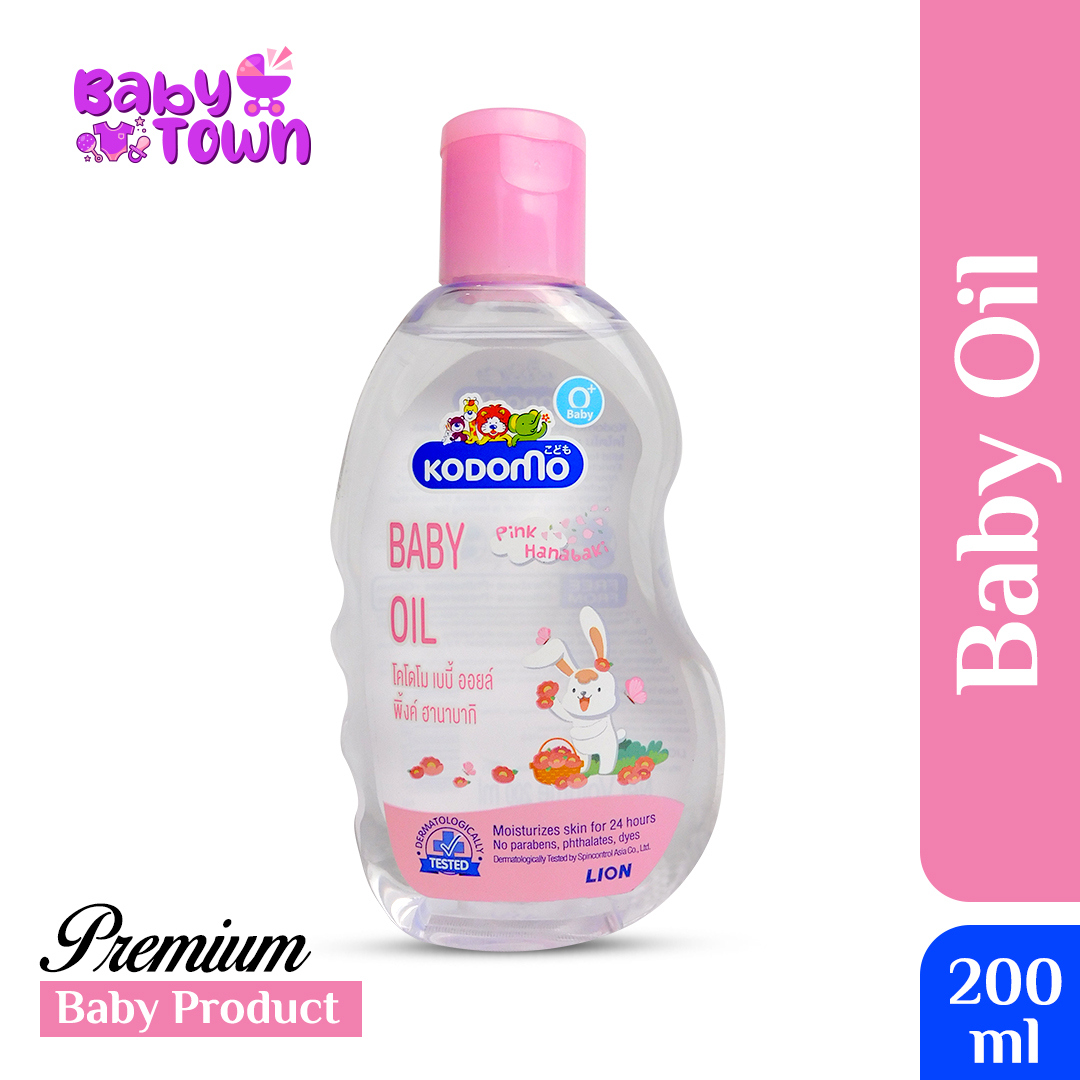 Baby
Town
0+
Baby
こども
KODOMO
BABY
OIL
Pink
Hanabaki
โคโดโม เบบี้ ออยล์
พิ้งค์ ฮานาบากิ
DERMATOLOGICALLY
TESTED
Moisturizes skin for 24 hours
No parabens, phthalates, dyes
Dermatologically Tested by Spincontrol Asia Co., Ltd.
LION
Premium
Baby Product
Baby Oil
200
ml